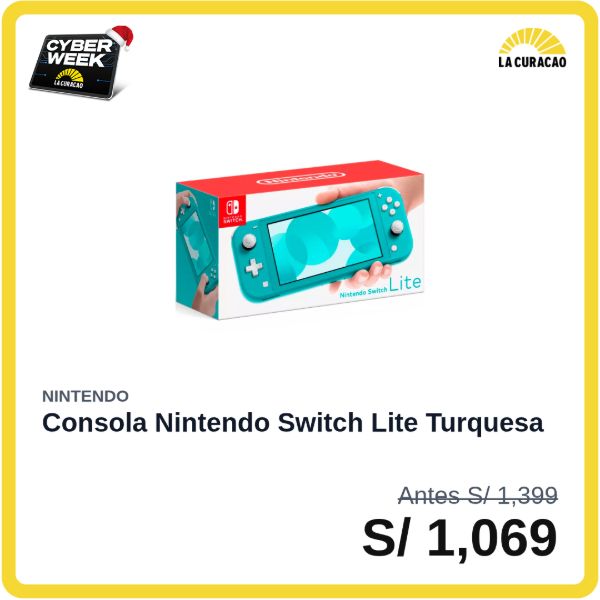 CYBER
WEEK
LA CURACAO
LA CURACAO
Nintendo
NINTENDO
SWITCH
Nintendo Switch Lite
NINTENDO
Consola Nintendo Switch Lite Turquesa
Antes S/ 1,399
S/ 1,069